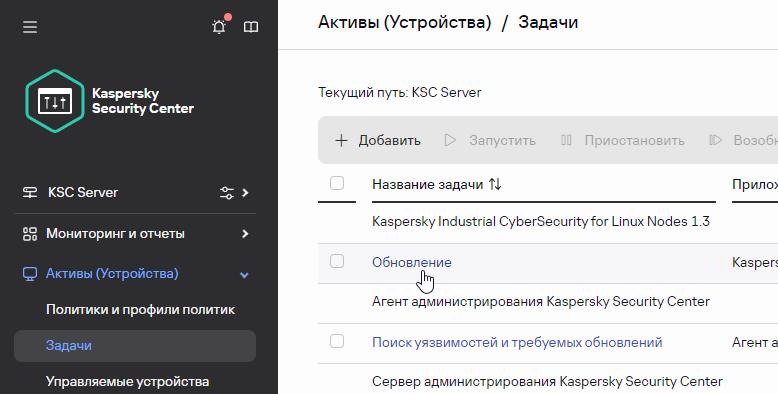 Kaspersky
Security Center
KSC Server
Мониторинг и отчеты
Активы (Устройства)
Политики и профили политик
Задачи
Управляемые устройства
Активы (Устройства) / Задачи
Текущий путь: KSC Server
Добавить Запустить Приостановить Возобн
Название задачи Прилож
Kaspersky Industrial CyberSecurity for Linux Nodes 1.3
Обновление Kaspers
Агент администрирования Kaspersky Security Center
Поиск уязвимостей и требуемых обновлений Агент а
Сервер администрирования Kaspersky Security Center